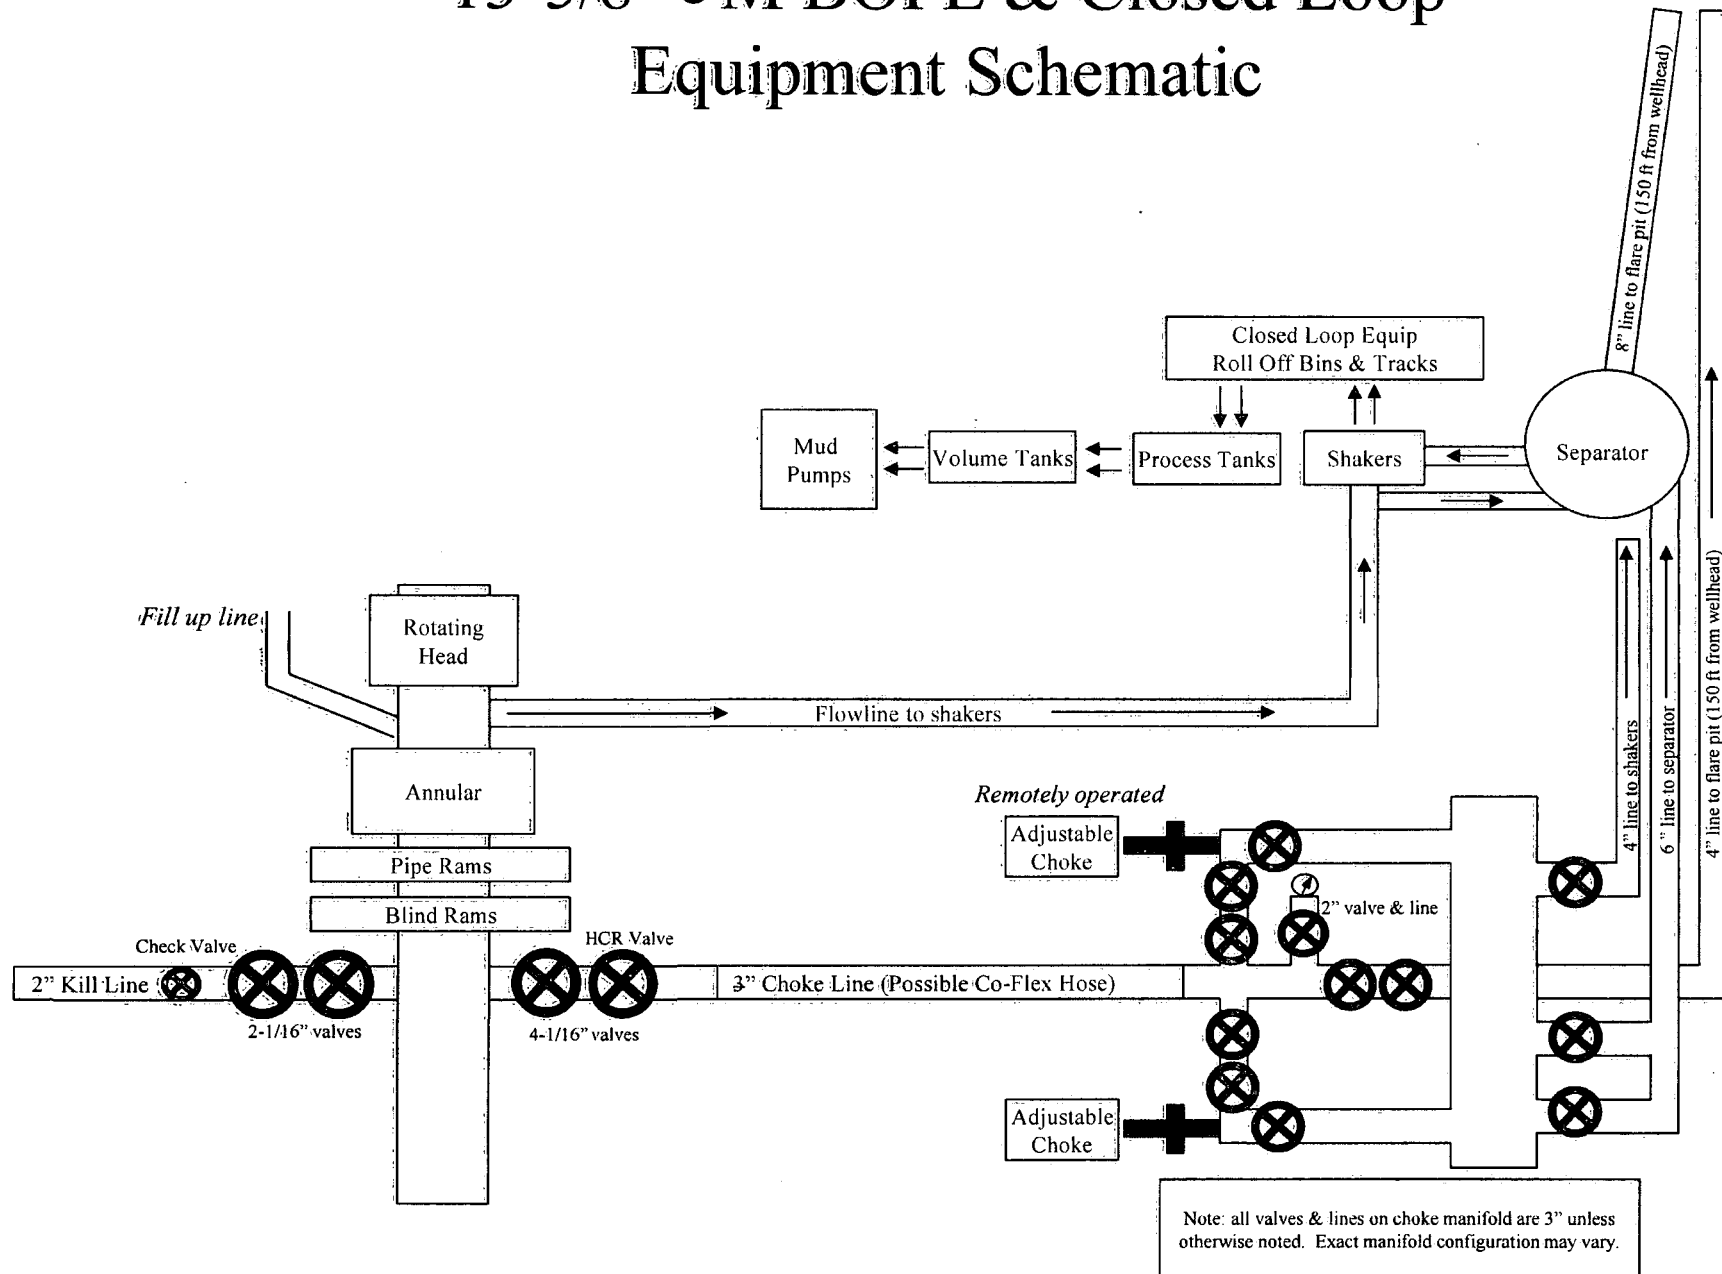 BOPE & Closed Loop
Equipment Schematic
8" line to flare pit (150 ft from wellhead)
Closed Loop Equip
Roll Off Bins & Tracks
Mud
Pumps
Volume Tanks
Process Tanks
Shakers
Separator
Fill up line
Rotating
Head
Flowline to shakers
Annular
Pipe Rams
Blind Rams
Remotely operated
Adjustable
Choke
4" line to shakers
6" line to separator
4" line to flare pit (150 ft from wellhead)
2" valve & line
Check Valve
HCR Valve
2" Kill Line
3" Choke Line (Possible Co-Flex Hose)
2-1/16" valves
4-1/16" valves
Adjustable
Choke
Note: all valves & lines on choke manifold are 3" unless
otherwise noted. Exact manifold configuration may vary.